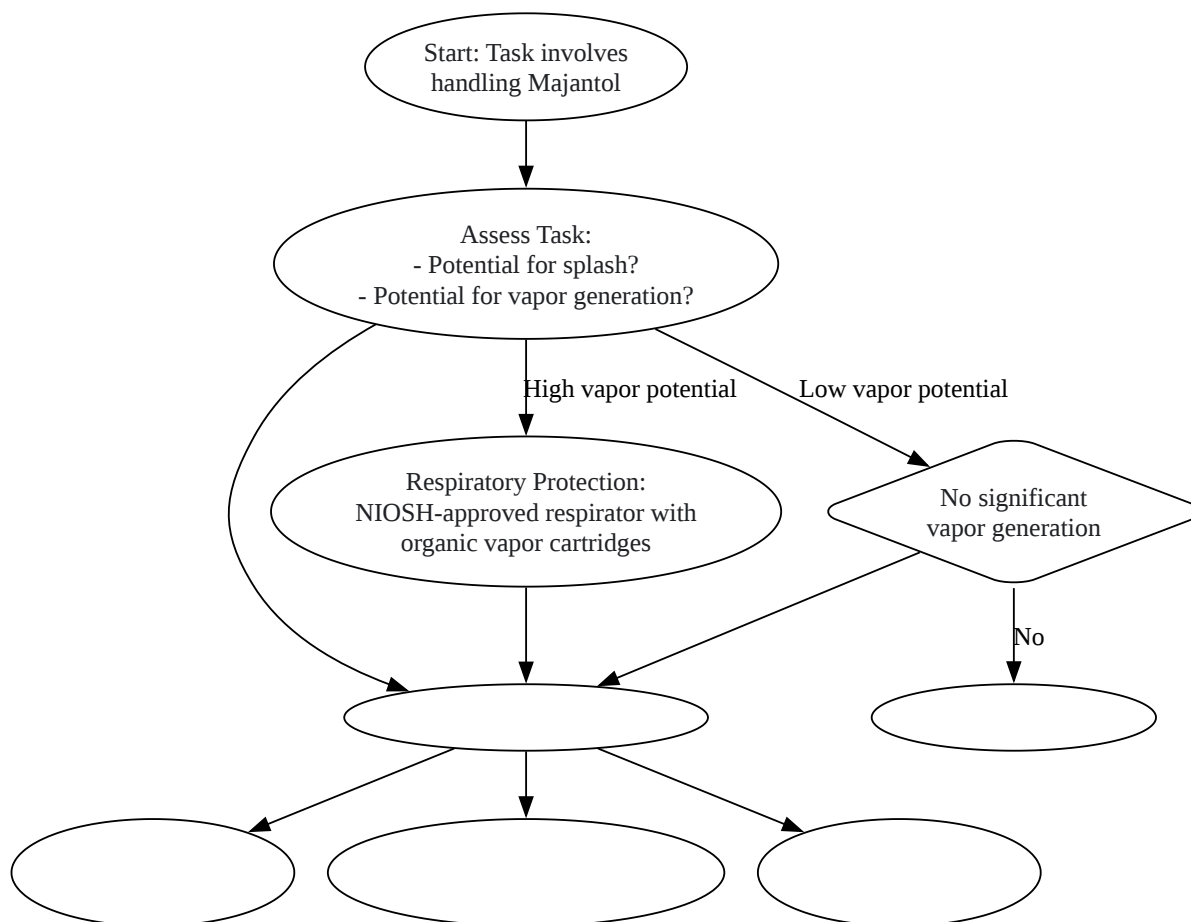 Start: Task involves
handling Majantol
Assess Task:
- Potential for splash?
- Potential for vapor generation?
High vapor potential
Low vapor potential
Respiratory Protection:
NIOSH-approved respirator with
organic vapor cartridges
No significant
vapor generation
No